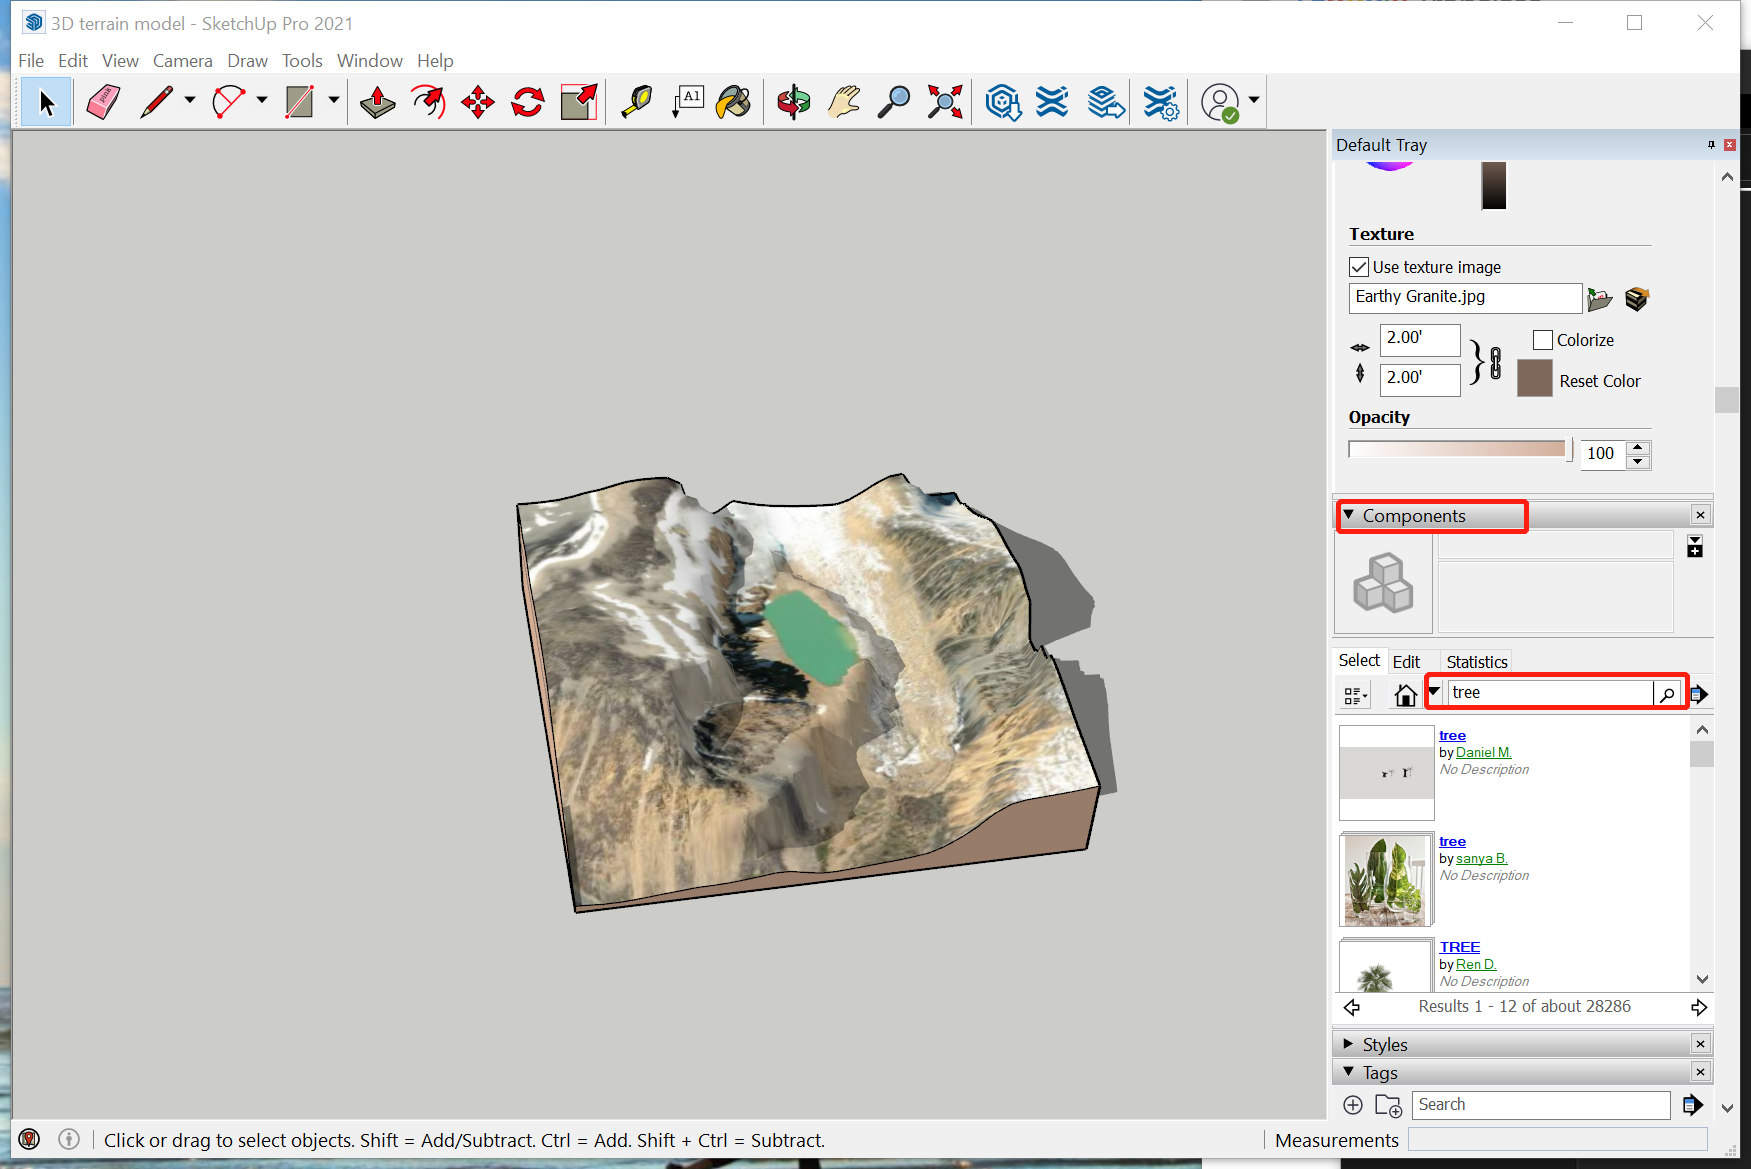 3D terrain model - SketchUp Pro 2021
File Edit View Camera Draw Tools Window Help
A1
Default Tray
Texture
Use texture image
Earthy Granite.jpg
2.00'
Colorize
2.00'
Reset Color
Opacity
100
Components
Select Edit Statistics
tree
tree
by Daniel M.
No Description
tree
by sanya B.
No Description
TREE
by Ren D.
No Description
Results 1 - 12 of about 28286
Styles
Tags
Search
Click or drag to select objects. Shift = Add/Subtract. Ctrl = Add. Shift + Ctrl = Subtract.
Measurements